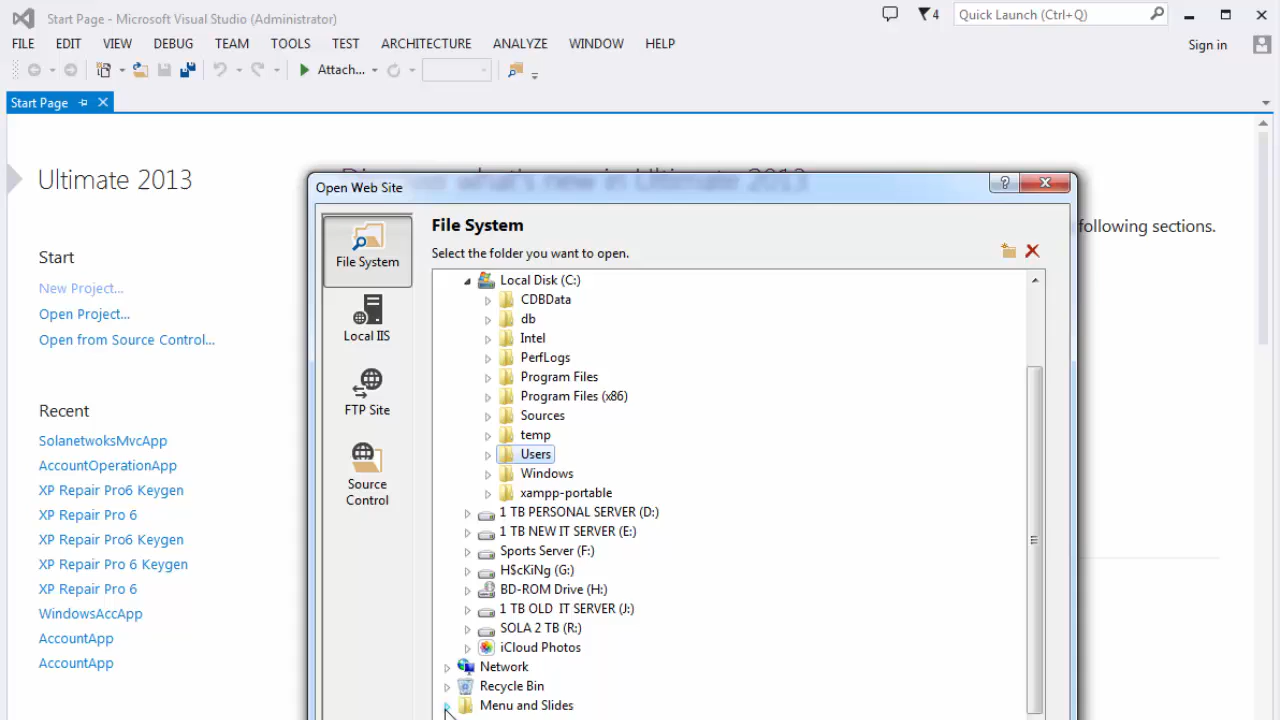 Start Page - Microsoft Visual Studio (Administrator)
4
Quick Launch (Ctrl+Q)
FILE EDIT VIEW DEBUG TEAM TOOLS TEST ARCHITECTURE ANALYZE WINDOW HELP
Sign in
Attach...
Start Page
Ultimate 2013
Start
New Project...
Open Project...
Open from Source Control...
Recent
SolanetwoksMvcApp
AccountOperationApp
XP Repair Pro6 Keygen
XP Repair Pro 6
XP Repair Pro6 Keygen
XP Repair Pro6 Keygen
XP Repair Pro 6
WindowsAccApp
AccountApp
AccountApp
in Ultimate 2013
following sections.
Open Web Site
?
File System
Local IIS
FTP Site
Source
Control
File System
Select the folder you want to open.
Local Disk (C:)
CDBData
db
Intel
PerfLogs
Program Files
Program Files (x86)
Sources
temp
Users
Windows
xampp-portable
1 TB PERSONAL SERVER (D:)
1 TB NEW IT SERVER (E:)
Sports Server (F:)
H$cKiNg (G:)
BD-ROM Drive (H:)
1 TB OLD  IT SERVER (J:)
SOLA 2 TB (R:)
iCloud Photos
Network
Recycle Bin
Menu and Slides